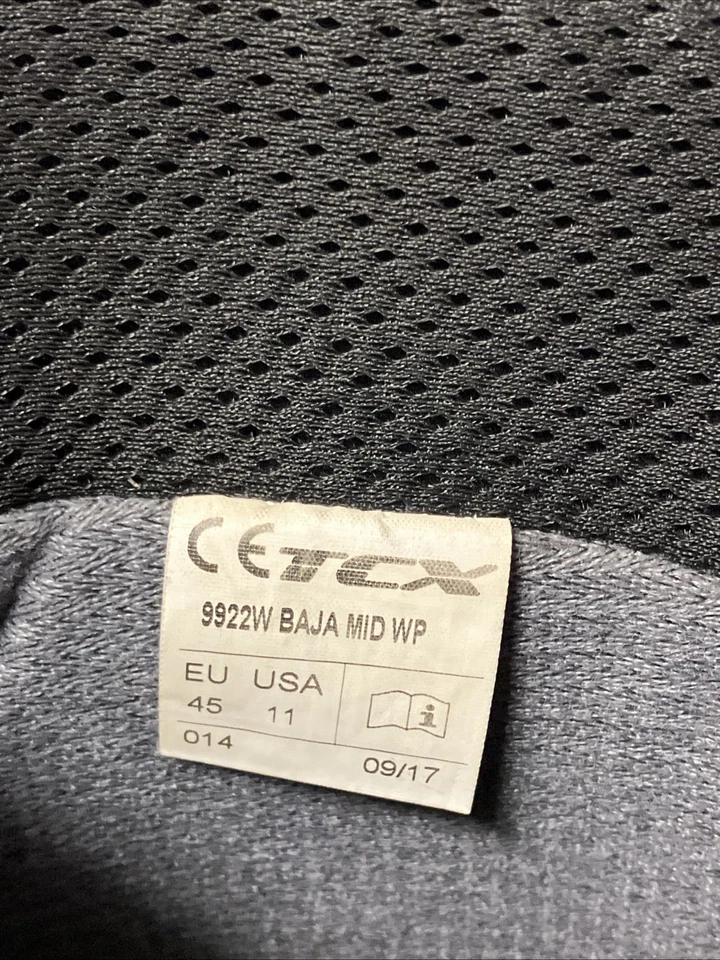 CE TCX
9922W BAJA MID WP
EU USA
45 11
i
014
09/17